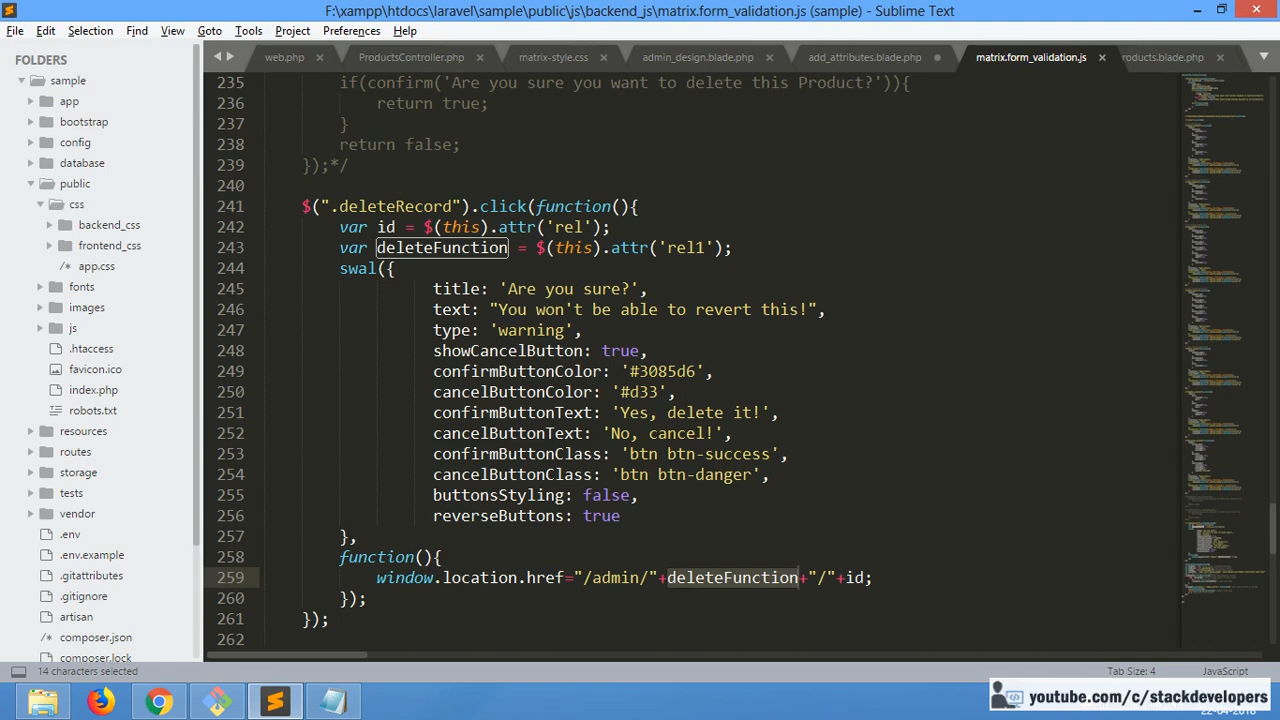 F:\xampp\htdocs\laravel\sample\public\js\backend_js\matrix.form_validation.js (sample) - Sublime Text
File Edit Selection Find View Goto Tools Project Preferences Help
FOLDERS
sample
app
bootstrap
config
database
public
css
backend_css
frontend_css
app.css
fonts
images
js
.htaccess
favicon.ico
index.php
robots.txt
resources
routes
storage
tests
vendor
.env
.env.example
.gitattributes
.gitignore
artisan
composer.json
composer.lock
web.php ProductsController.php matrix-style.css admin_design.blade.php add_attributes.blade.php matrix.form_validation.js roducts.blade.php
235 if(confirm('Are you sure you want to delete this Product?')){
236 return true;
237 }
238 return false;
239 });*/
240
241 $(".deleteRecord").click(function(){
242 var id = $(this).attr('rel');
243 var deleteFunction = $(this).attr('rel1');
244 swal({
245 title: 'Are you sure?',
246 text: "You won't be able to revert this!",
247 type: 'warning',
248 showCancelButton: true,
249 confirmButtonColor: '#3085d6',
250 cancelButtonColor: '#d33',
251 confirmButtonText: 'Yes, delete it!',
252 cancelButtonText: 'No, cancel!',
253 confirmButtonClass: 'btn btn-success',
254 cancelButtonClass: 'btn btn-danger',
255 buttonsStyling: false,
256 reverseButtons: true
257 },
258 function(){
259 window.location.href="/admin/"+deleteFunction+"/"+id;
260 });
261 });
262
14 characters selected Tab Size: 4 JavaScript
youtube.com/c/stackdevelopers